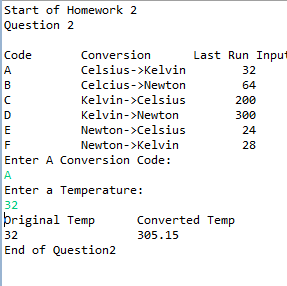 Start of Homework 2
Question 2
Code Conversion Last Run Input
A Celsius->Kelvin 32
B Celcius->Newton 64
C Kelvin->Celsius 200
D Kelvin->Newton 300
E Newton->Celsius 24
F Newton->Kelvin 28
Enter A Conversion Code:
A
Enter a Temperature:
32
Original Temp Converted Temp
32 305.15
End of Question2